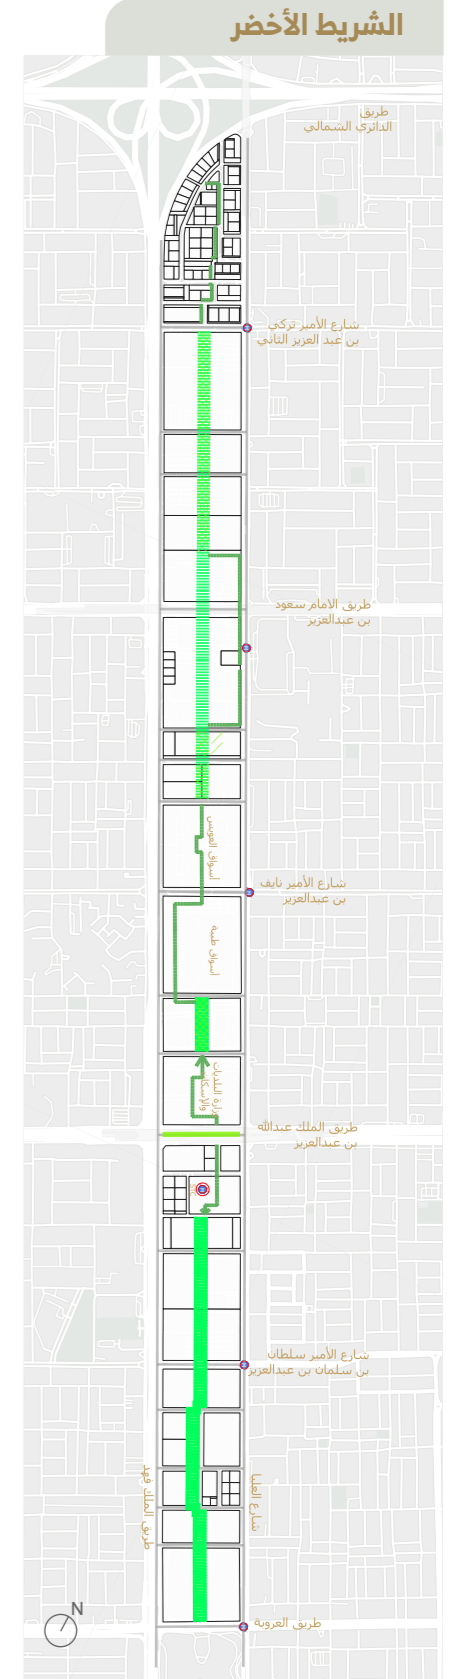 الشريط الأخضر
طريق
الدائري الشمالي
شارع الأمير تركي
بن عبد العزيز الثاني
طريق الامام سعود
بن عبدالعزيز
أسواق العويس
شارع الأمير نايف
بن عبدالعزيز
أسواق طيبة
وزارة البلديات
والإسكان
طريق الملك عبدالله
بن عبدالعزيز
STC
شارع الأمير سلطان
بن سلمان بن عبدالعزيز
طريق الملك فهد
شارع العليا
طريق العروبة
N